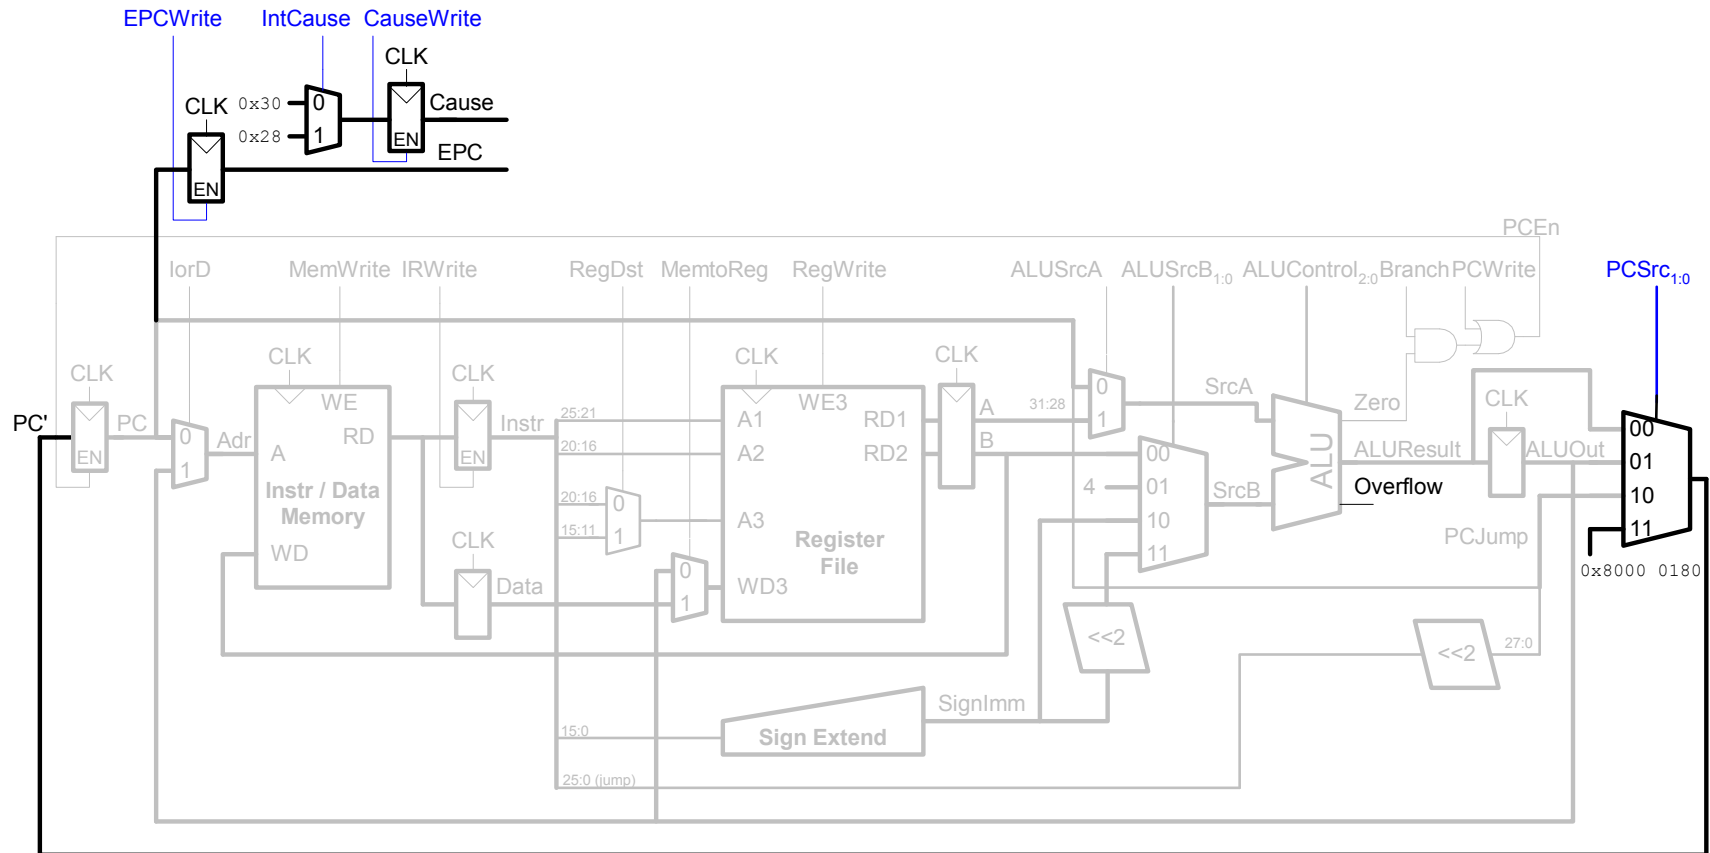 EPCWrite IntCause CauseWrite
CLK
CLK 0x30 0 Cause
0x28 1 EN
EPC
EN
PCEn
IorD MemWrite IRWrite RegDst MemtoReg RegWrite ALUSrcA ALUSrcB1:0 ALUControl2:0 Branch PCWrite PCSrc1:0
CLK CLK CLK CLK CLK
WE WE3 0 SrcA Zero CLK
PC' PC 0 Adr A RD Instr 25:21 A1 RD1 A 31:28 1 00
EN 1 EN 20:16 A2 RD2 B 00 ALU ALUResult ALUOut 01
Instr / Data Memory 4 01 SrcB Overflow 10
20:16 0 A3 10 11
15:11 1 Register File 11 PCJump
WD CLK 0x8000 0180
Data 0 WD3
1
<<2 <<2 27:0
SignImm
15:0 Sign Extend
25:0 (jump)